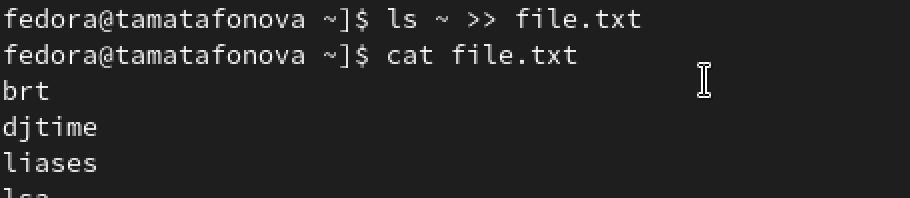 fedora@tamatafonova ~]$ ls ~ >> file.txt
fedora@tamatafonova ~]$ cat file.txt
brt
djtime
liases